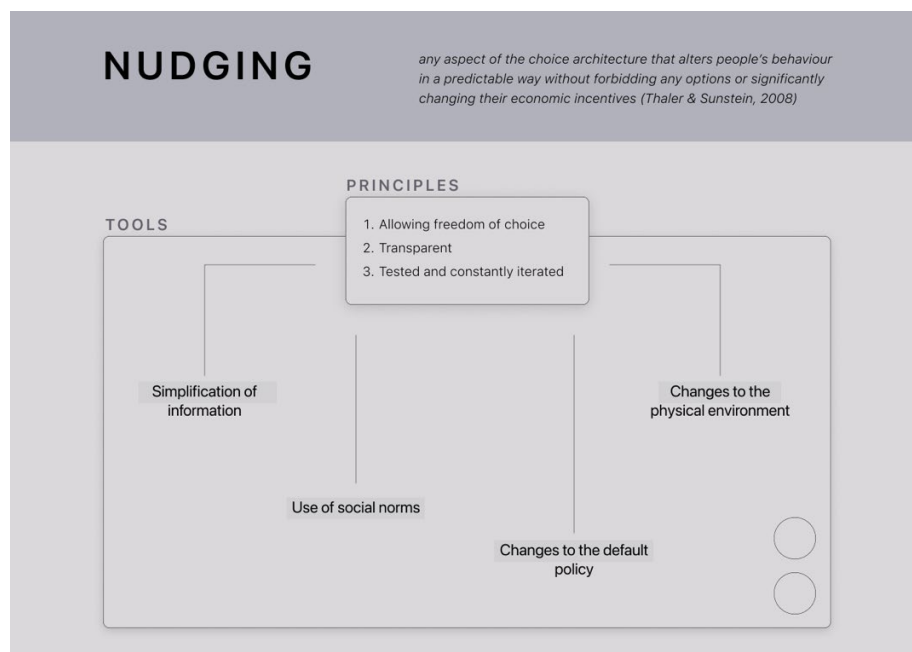 NUDGING
any aspect of the choice architecture that alters people's behaviour
in a predictable way without forbidding any options or significantly
changing their economic incentives (Thaler & Sunstein, 2008)
PRINCIPLES
1. Allowing freedom of choice
2. Transparent
3. Tested and constantly iterated
TOOLS
Simplification of
information
Changes to the
physical environment
Use of social norms
Changes to the default
policy